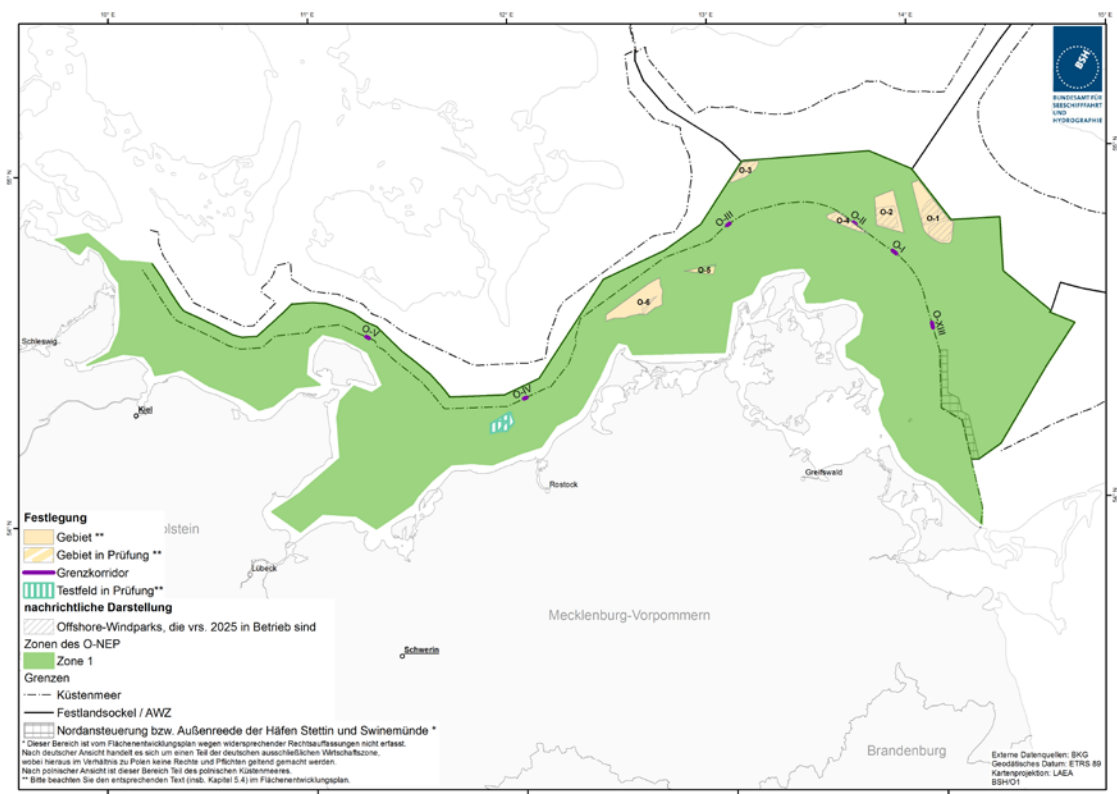 10° E
11° E
12° E
13° E
14° E
15° E
BSH
BUNDESAMT FÜR
SEESCHIFFFAHRT
UND
HYDROGRAPHIE
55° N
55° N
O-3
O-III
O-4
O-II
O-2
O-1
O-I
O-5
O-6
O-XIII
O-V
O-IV
Schleswig
Kiel
Rostock
Greifswald
54° N
54° N
Festlegung
olstein
Gebiet **
Gebiet in Prüfung **
Grenzkorridor
Lübeck
Testfeld in Prüfung**
nachrichtliche Darstellung
Mecklenburg-Vorpommern
Offshore-Windparks, die vrs. 2025 in Betrieb sind
Zonen des O-NEP
Schwerin
Zone 1
Grenzen
Küstenmeer
Festlandsockel / AWZ
Nordansteuerung bzw. Außenreede der Häfen Stettin und Swinemünde *
* Dieser Bereich ist vom Flächenentwicklungsplan wegen widersprechender Rechtsauffassungen nicht erfasst.
Nach deutscher Ansicht handelt es sich um einen Teil der deutschen ausschließlichen Wirtschaftszone,
wobei hieraus im Verhältnis zu Polen keine Rechte und Pflichten geltend gemacht werden.
Nach polnischer Ansicht ist dieser Bereich Teil des polnischen Küstenmeeres.
** Bitte beachten Sie den entsprechenden Text (insb. Kapitel 5.4) im Flächenentwicklungsplan.
Brandenburg
Externe Datenquellen: BKG
Geodätisches Datum: ETRS 89
Kartenprojektion: LAEA
BSH/O1